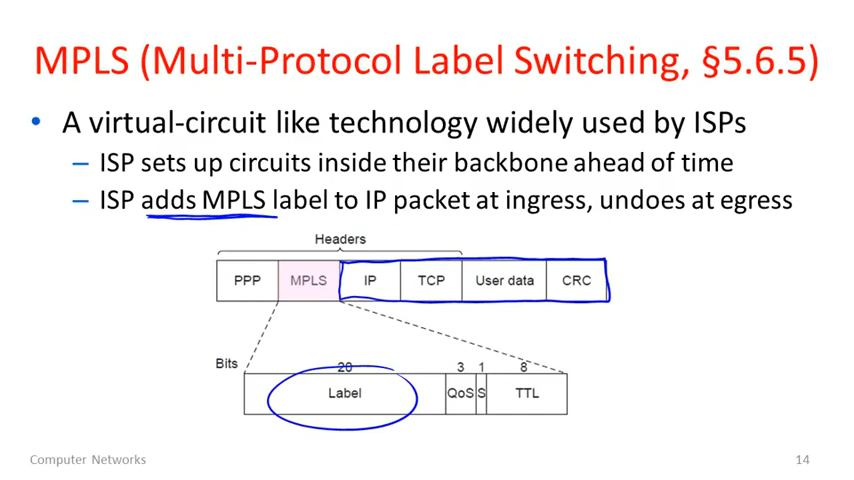 MPLS (Multi-Protocol Label Switching, §5.6.5)
• A virtual-circuit like technology widely used by ISPs
– ISP sets up circuits inside their backbone ahead of time
– ISP adds MPLS label to IP packet at ingress, undoes at egress
Headers
PPP MPLS IP TCP User data CRC
Bits 20 3 1 8
Label QoS S TTL
Computer Networks 14